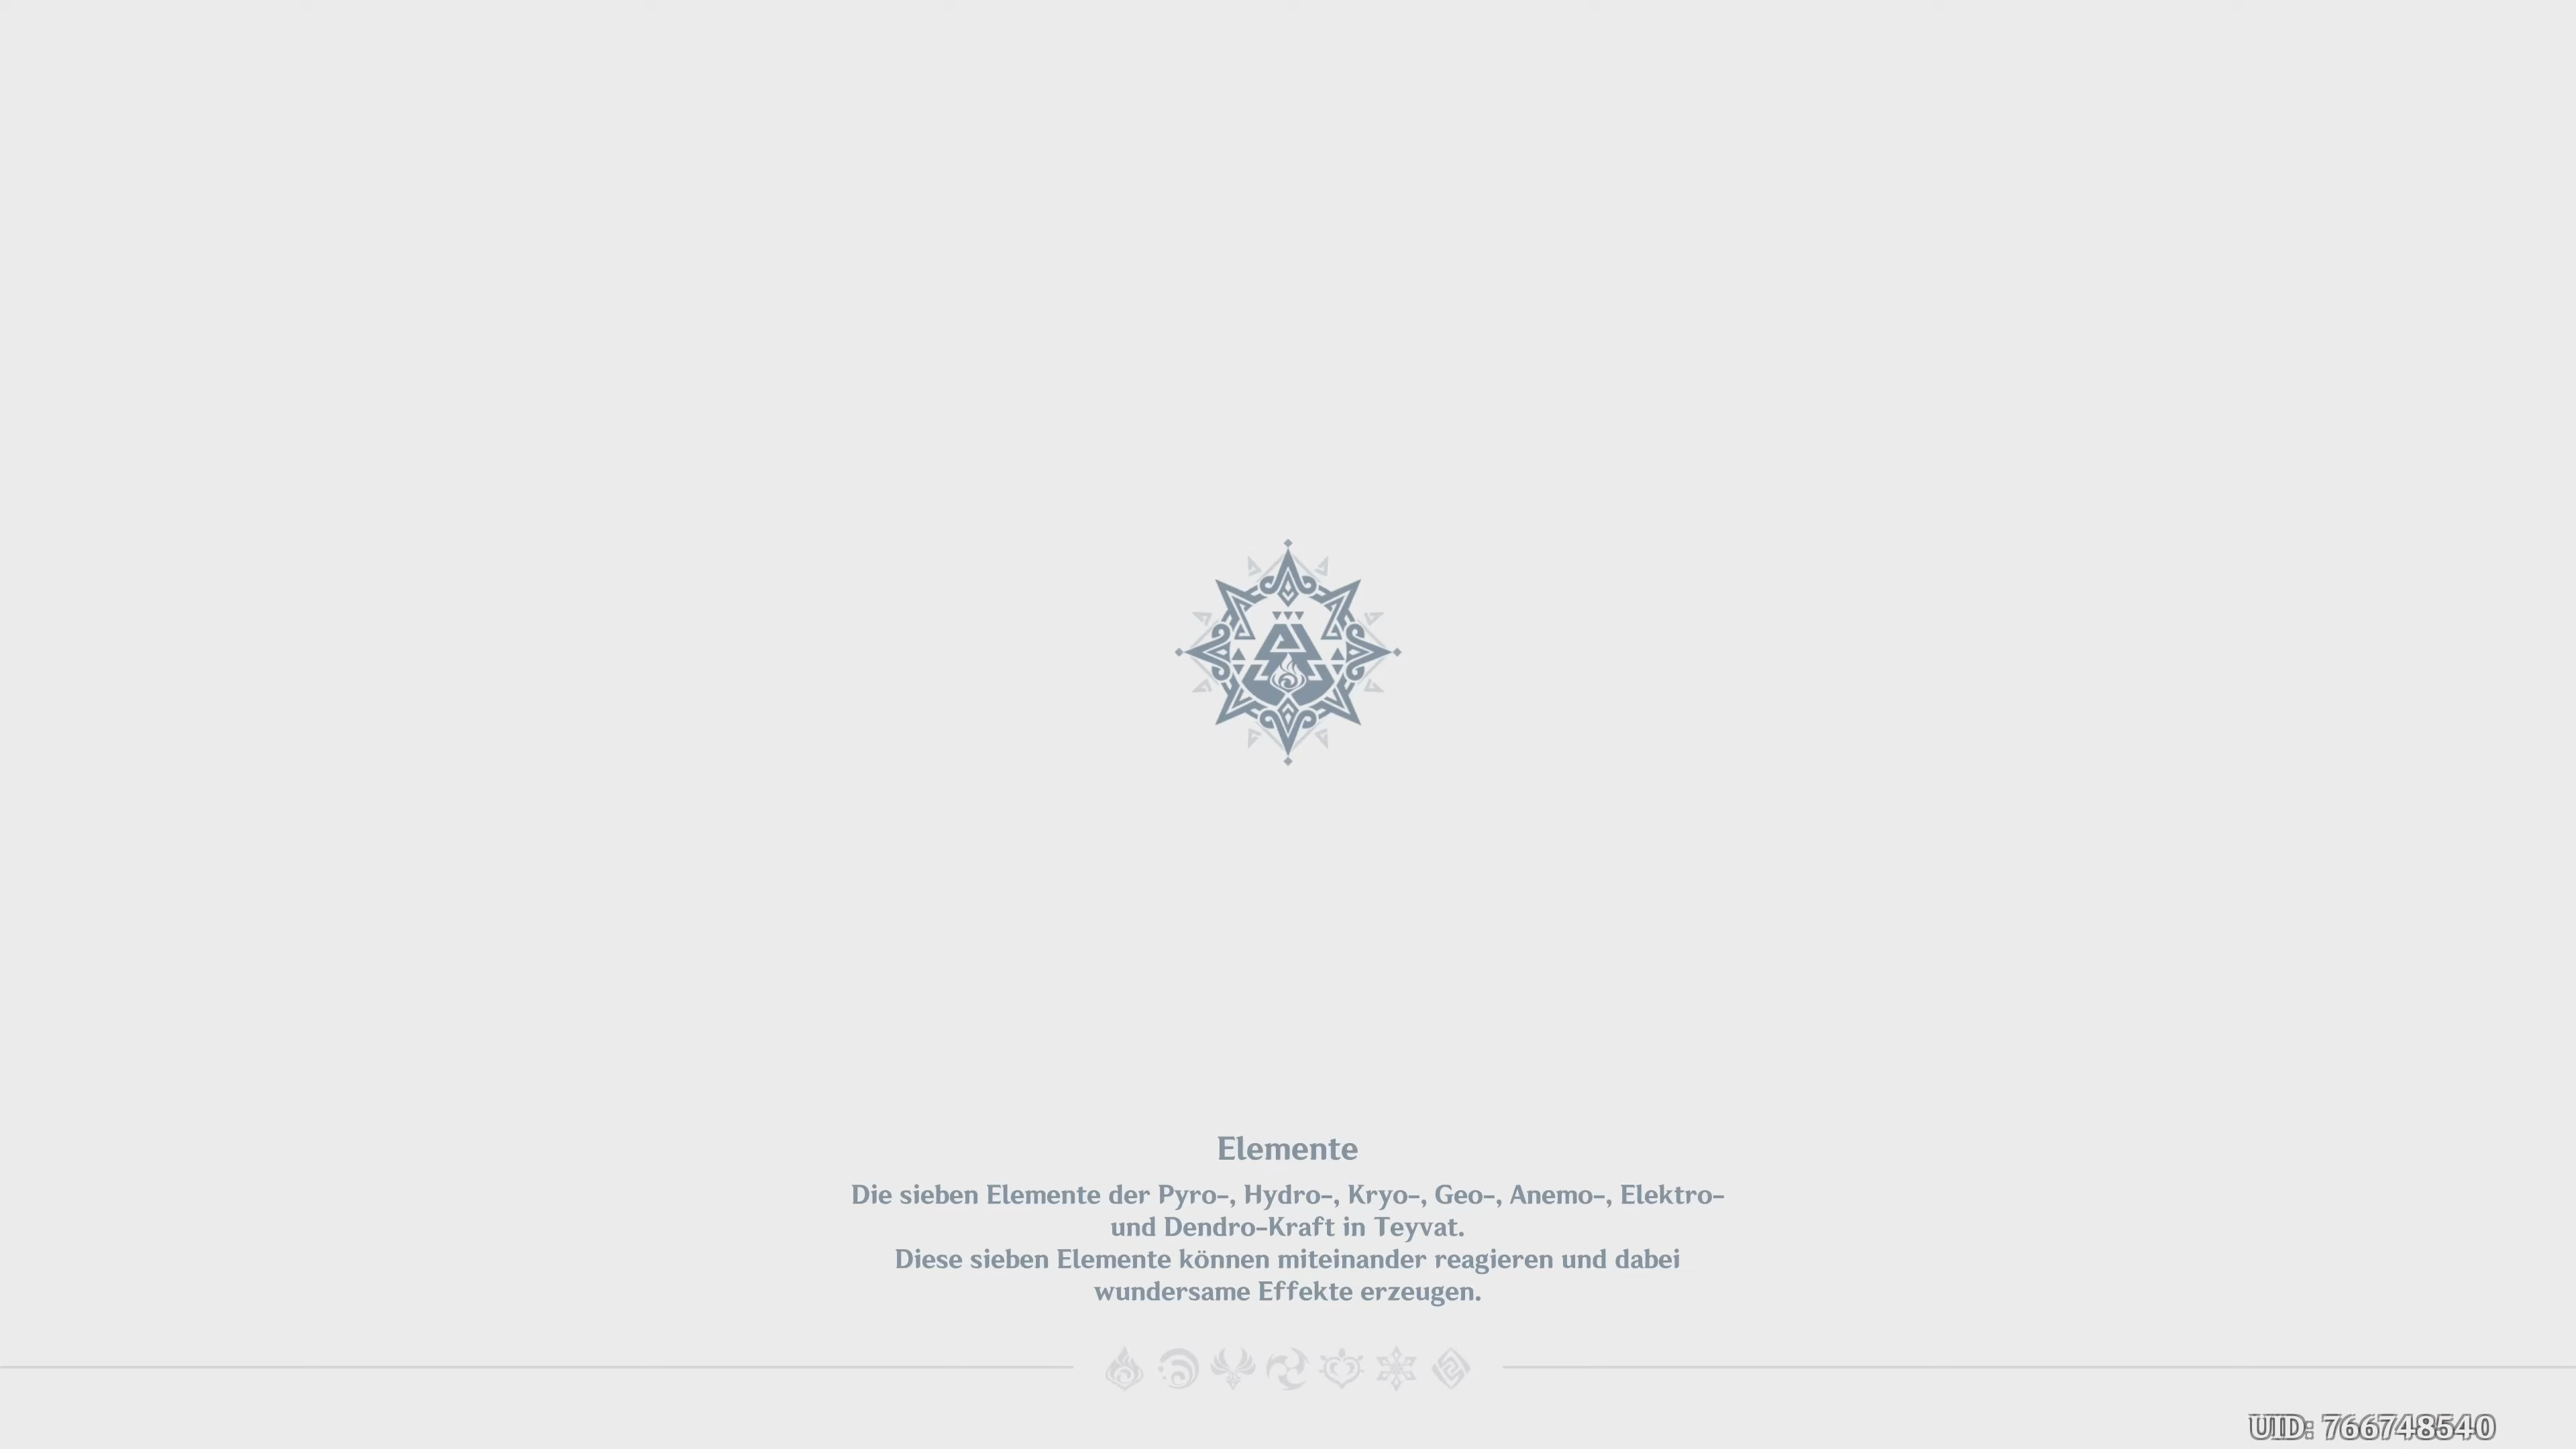 Elemente
Die sieben Elemente der Pyro-, Hydro-, Kryo-, Geo-, Anemo-, Elektro-
und Dendro-Kraft in Teyvat.
Diese sieben Elemente können miteinander reagieren und dabei
wundersame Effekte erzeugen.
UID: 766748540